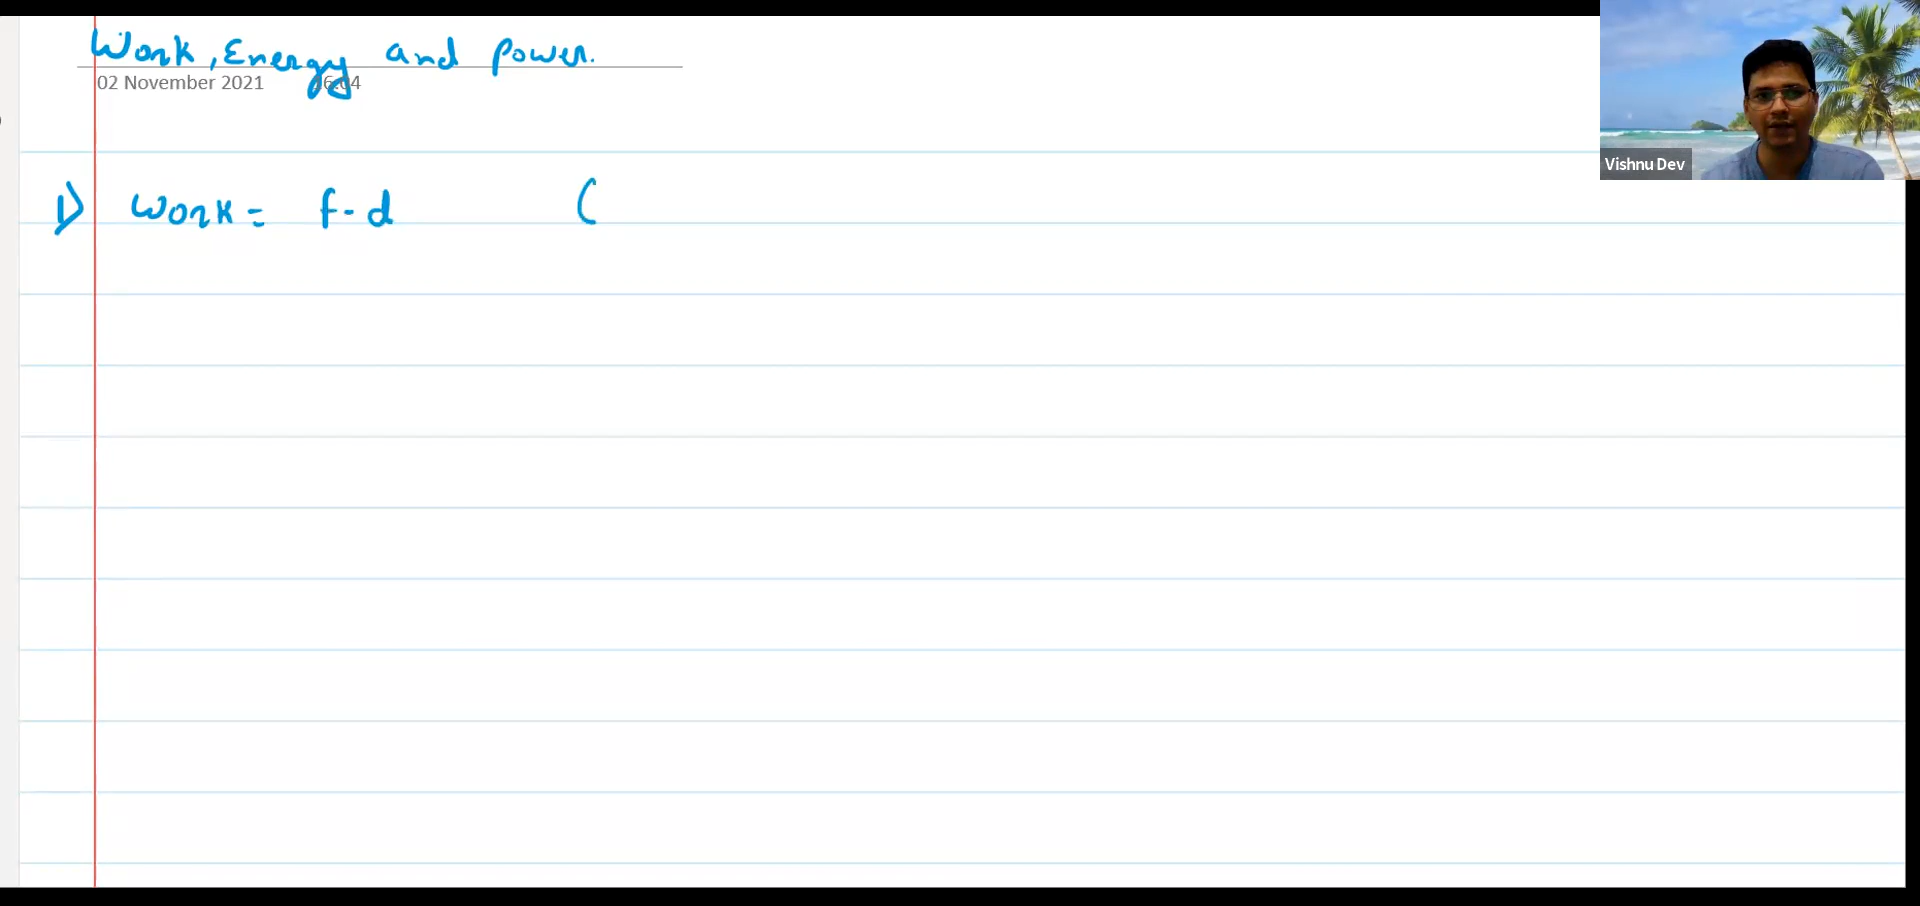 Work, Energy and Power.
02 November 2021
Vishnu Dev
1) Work = f·d (